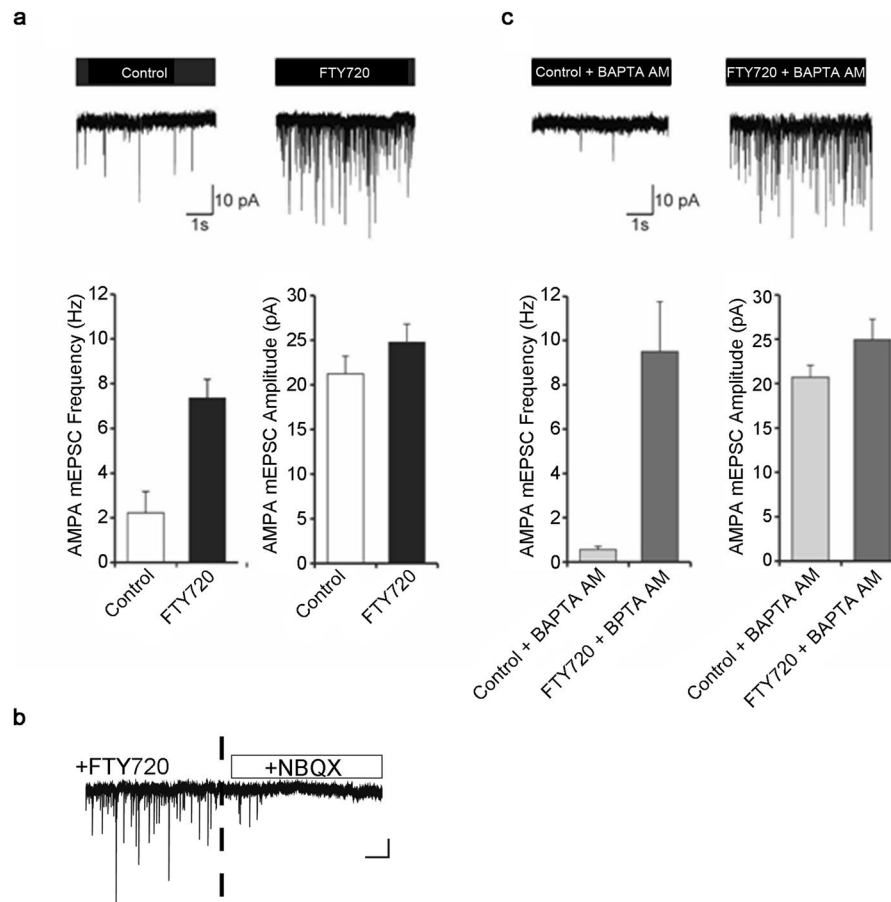 a
c
Control
FTY720
Control + BAPTA AM
FTY720 + BAPTA AM
10 pA
1s
10 pA
1s
AMPA mEPSC Frequency (Hz)
12
10
8
6
4
2
0
Control
FTY720
AMPA mEPSC Amplitude (pA)
30
25
20
15
10
5
0
Control
FTY720
AMPA mEPSC Frequency (Hz)
12
10
8
6
4
2
0
Control + BAPTA AM
FTY720 + BPTA AM
AMPA mEPSC Amplitude (pA)
30
25
20
15
10
5
0
Control + BAPTA AM
FTY720 + BAPTA AM
b
+FTY720
+NBQX